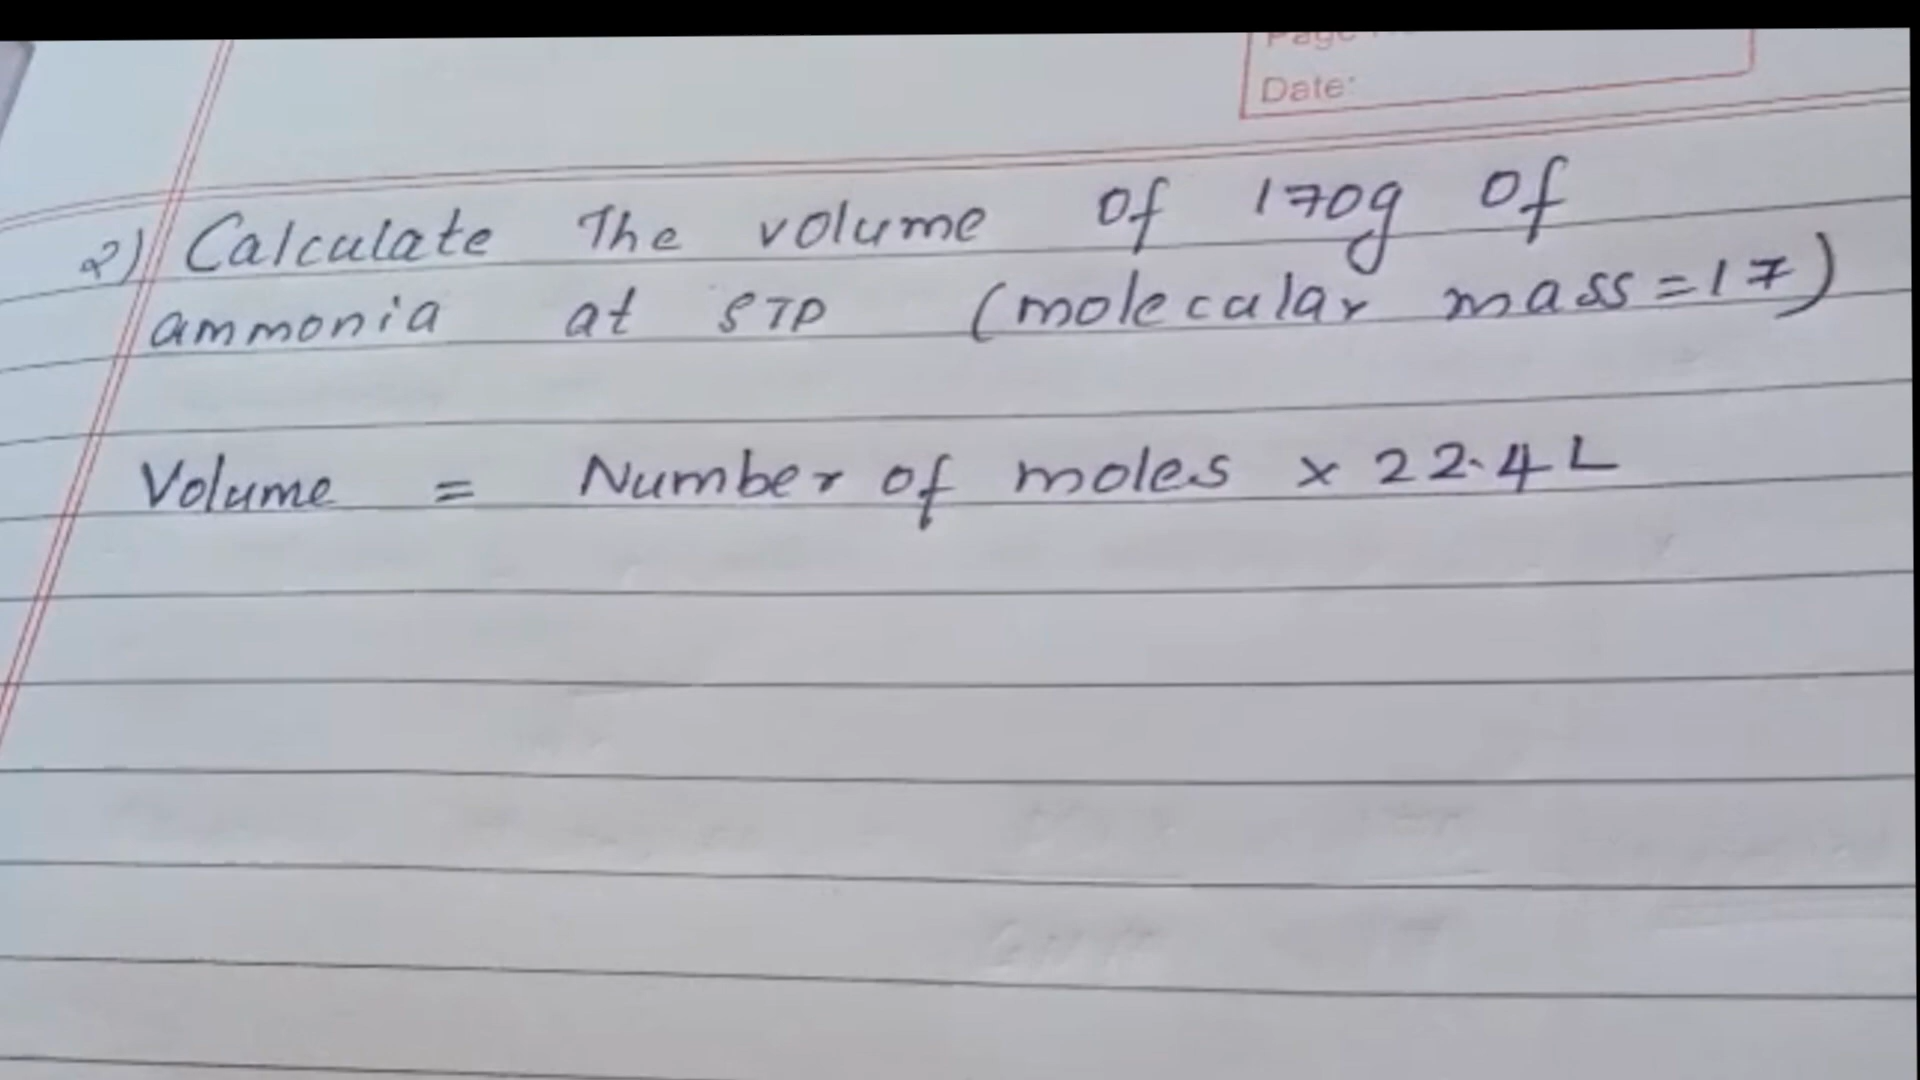 Date:
2) Calculate The volume of 170g of
ammonia at STP (molecular mass=17)
Volume = Number of moles x 22.4L